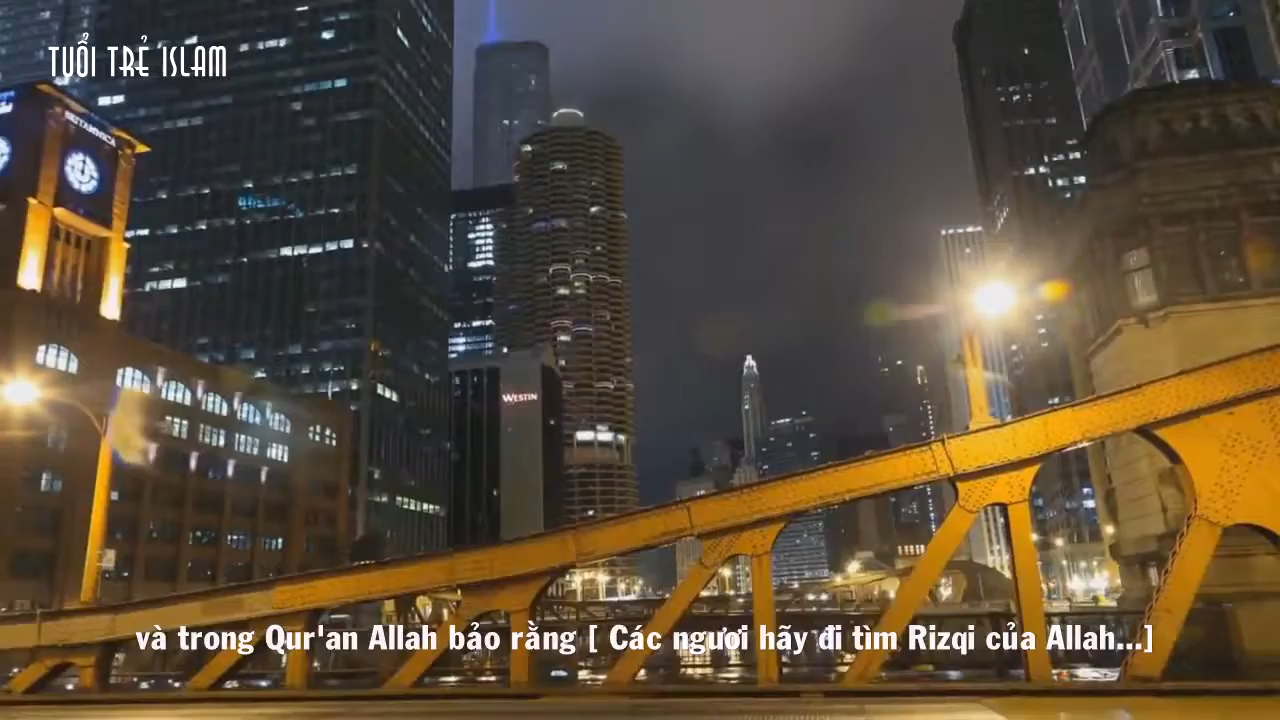 TUỔI TRẺ ISLAM
BRITANNICA
WESTIN
và trong Qur'an Allah bảo rằng [ Các ngươi hãy đi tìm Rizqi của Allah...]